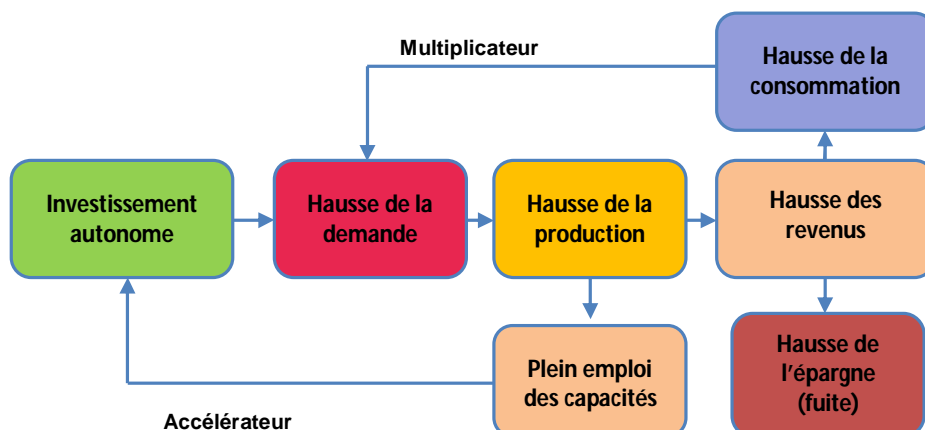 Multiplicateur
Hausse de la
consommation
Investissement
autonome
Hausse de la
demande
Hausse de la
production
Hausse des
revenus
Plein emploi
des capacités
Hausse de
l'épargne
(fuite)
Accélérateur